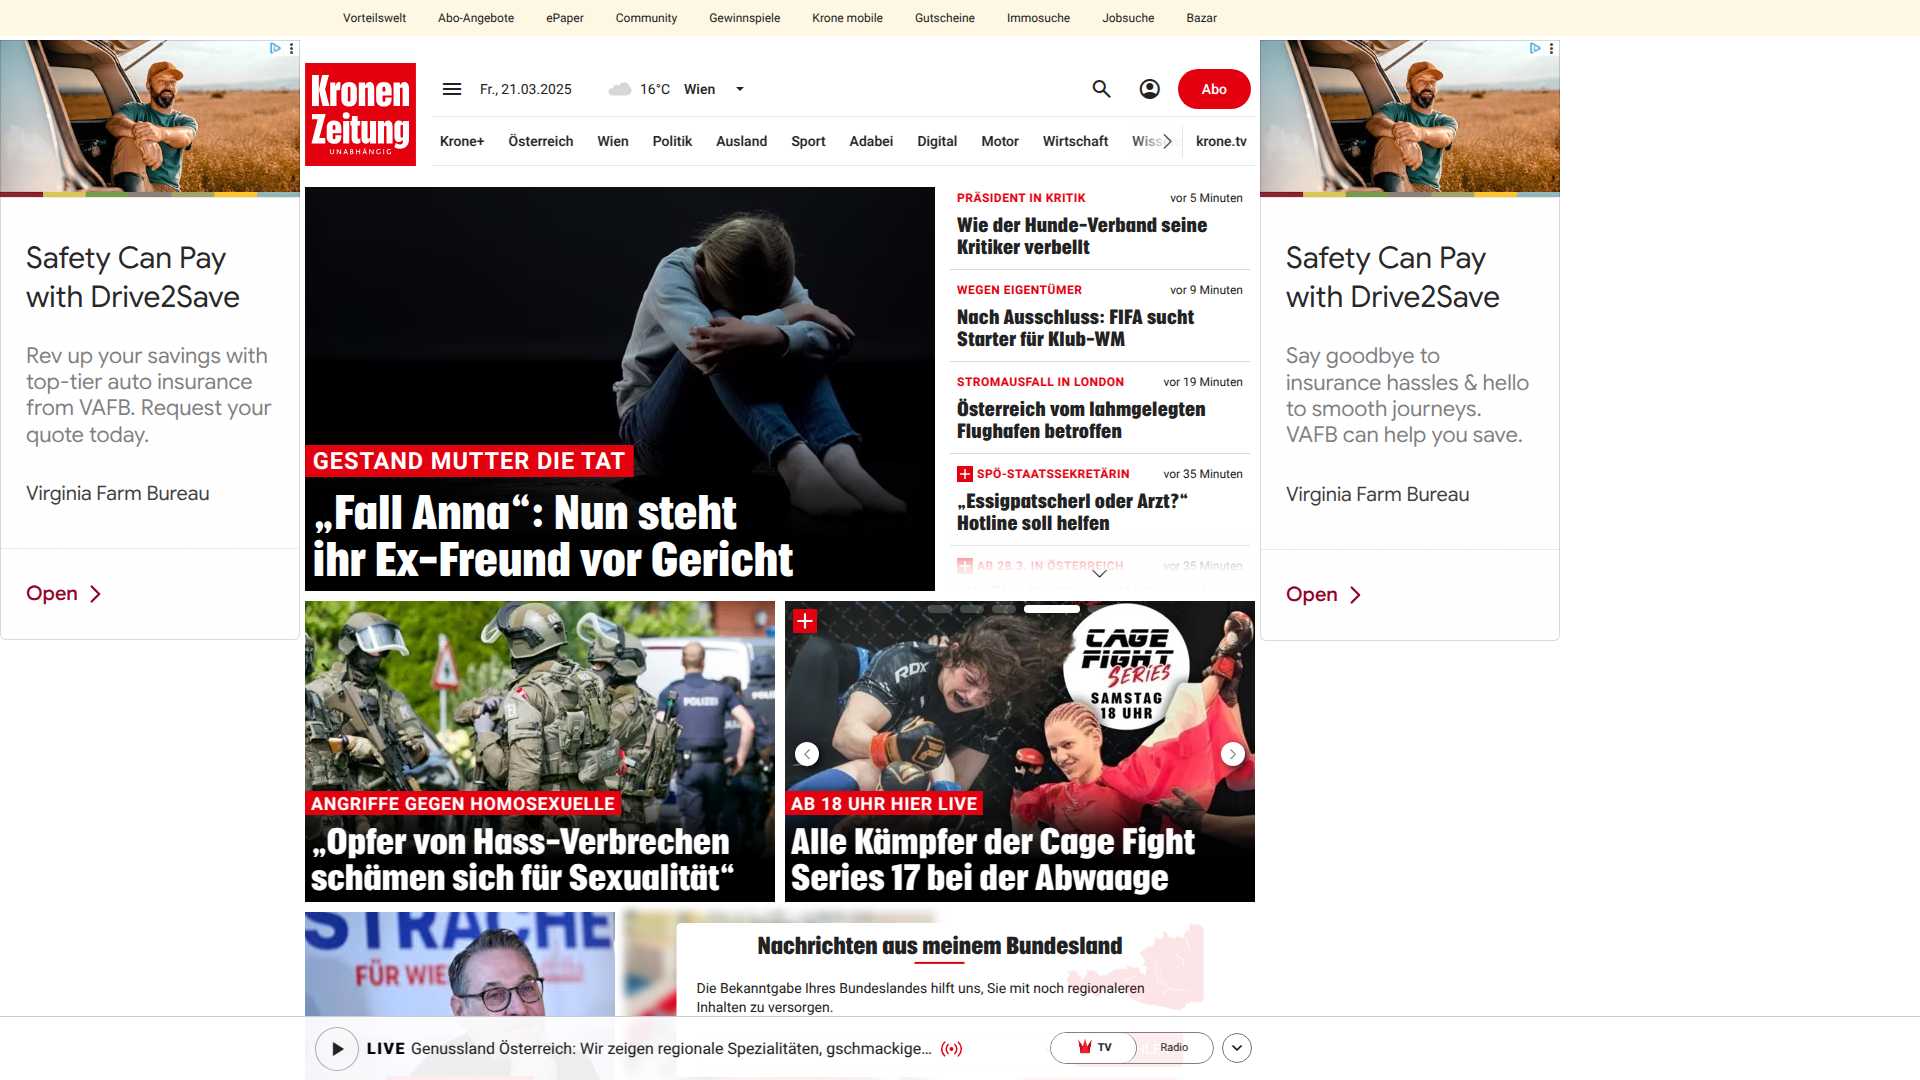 Vorteilswelt Abo-Angebote ePaper Community Gewinnspiele Krone mobile Gutscheine Immosuche Jobsuche Bazar
Kronen
Zeitung
UNABHÄNGIG
Fr., 21.03.2025 16°C Wien
Abo
Krone+ Österreich Wien Politik Ausland Sport Adabei Digital Motor Wirtschaft krone.tv
Safety Can Pay
with Drive2Save
Rev up your savings with
top-tier auto insurance
from VAFB. Request your
quote today.
Virginia Farm Bureau
Open
GESTAND MUTTER DIE TAT
„Fall Anna“: Nun steht
ihr Ex-Freund vor Gericht
PRÄSIDENT IN KRITIK vor 5 Minuten
Wie der Hunde-Verband seine
Kritiker verbellt
WEGEN EIGENTÜMER vor 9 Minuten
Nach Ausschluss: FIFA sucht
Starter für Klub-WM
STROMAUSFALL IN LONDON vor 19 Minuten
Österreich vom lahmgelegten
Flughafen betroffen
SPÖ-STAATSSEKRETÄRIN vor 35 Minuten
„Essigpatscherl oder Arzt?“
Hotline soll helfen
AB 28.3. IN ÖSTERREICH vor 35 Minuten
Safety Can Pay
with Drive2Save
Say goodbye to
insurance hassles & hello
to smooth journeys.
VAFB can help you save.
Virginia Farm Bureau
Open
POLIZEI
ANGRIFFE GEGEN HOMOSEXUELLE
„Opfer von Hass-Verbrechen
schämen sich für Sexualität“
RDX
CAGE
FIGHT
SERIES
SAMSTAG
18 UHR
AB 18 UHR HIER LIVE
Alle Kämpfer der Cage Fight
Series 17 bei der Abwaage
STRACHE
FÜR WIE
Nachrichten aus meinem Bundesland
Die Bekanntgabe Ihres Bundeslandes hilft uns, Sie mit noch regionaleren
Inhalten zu versorgen.
LIVE Genussland Österreich: Wir zeigen regionale Spezialitäten, gschmackige...
TV Radio